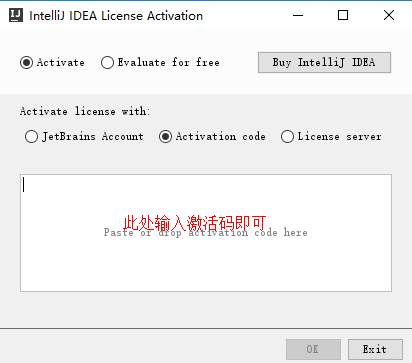 IJ IntelliJ IDEA License Activation
Activate Evaluate for free Buy IntelliJ IDEA
Activate license with:
JetBrains Account Activation code License server
此处输入激活码即可
Paste or drop activation code here
OK Exit